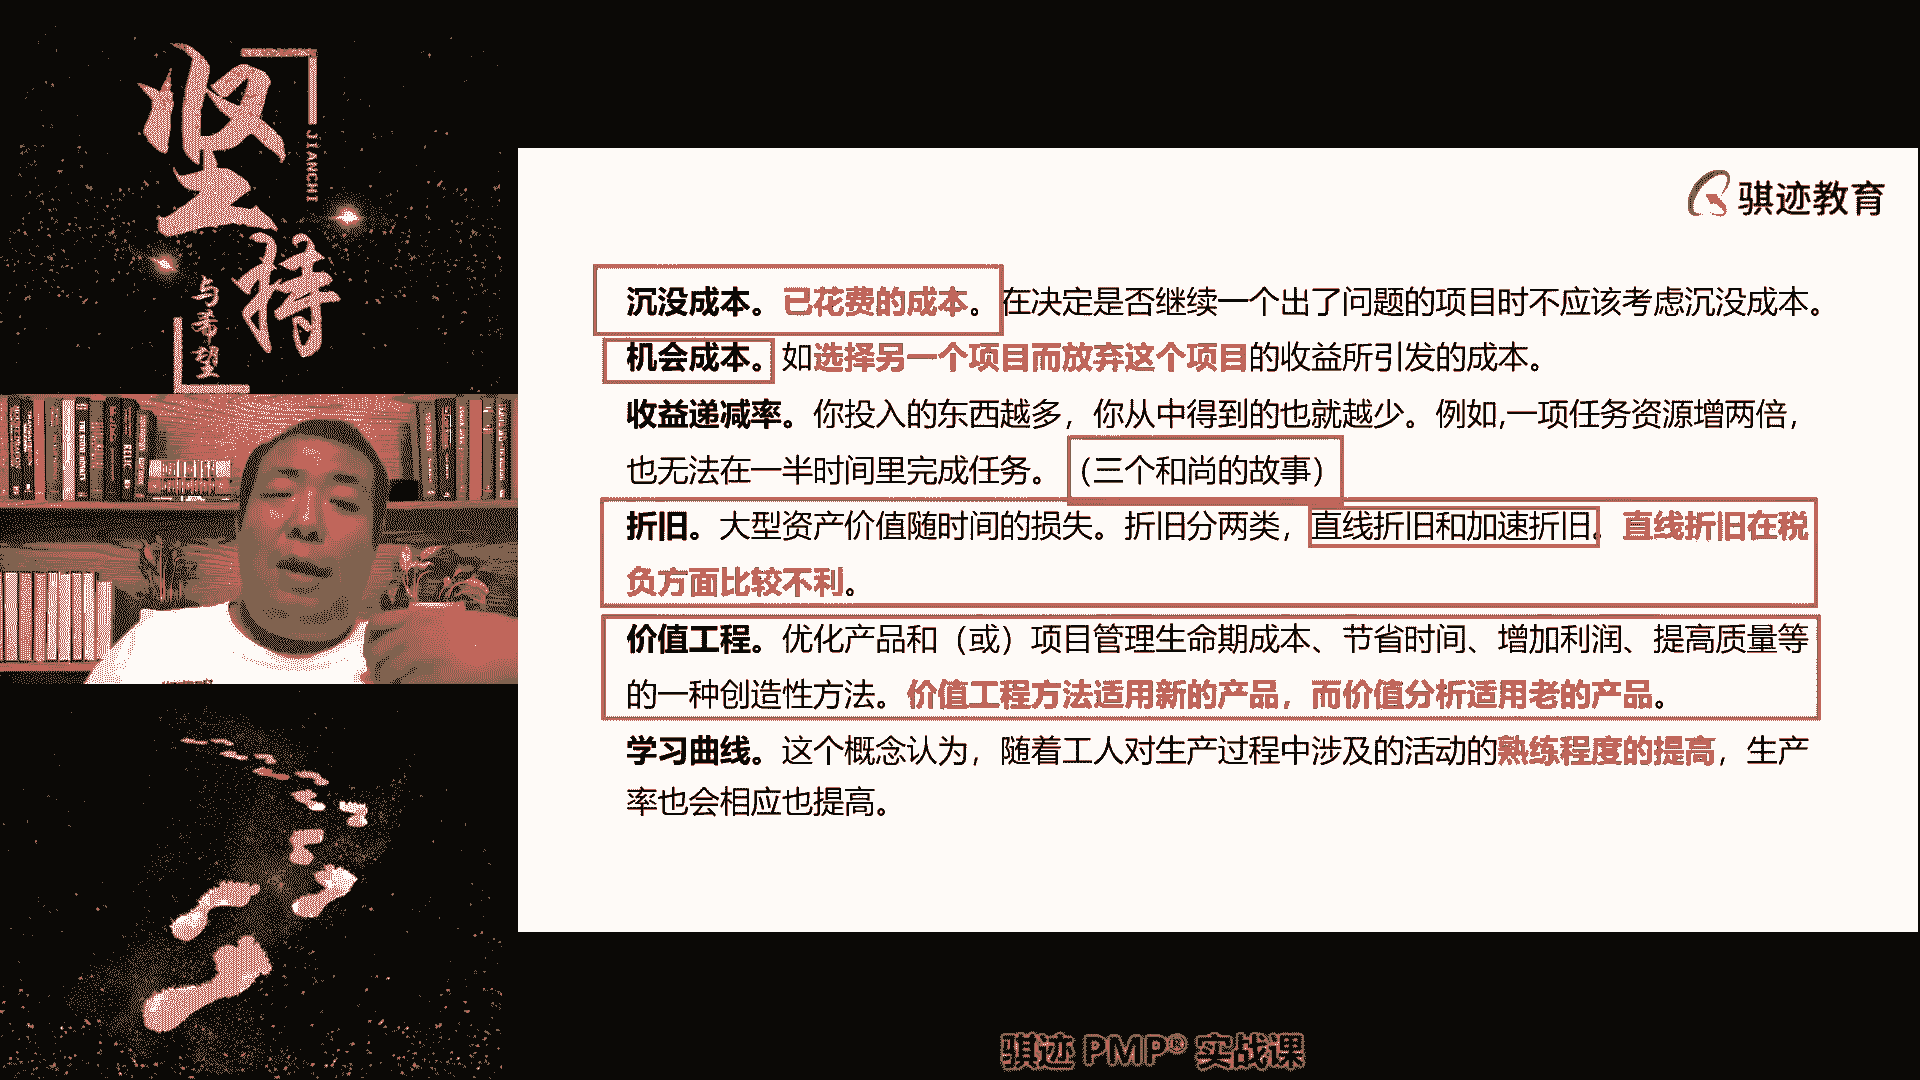 坚持
JIANCHI
与希望
骐迹教育
沉没成本。已花费的成本。在决定是否继续一个出了问题的项目时不应该考虑沉没成本。
机会成本。如选择另一个项目而放弃这个项目的收益所引发的成本。
收益递减率。你投入的东西越多，你从中得到的也就越少。例如,一项任务资源增两倍，
也无法在一半时间里完成任务。（三个和尚的故事）
折旧。大型资产价值随时间的损失。折旧分两类，直线折旧和加速折旧。直线折旧在税
负方面比较不利。
价值工程。优化产品和（或）项目管理生命期成本、节省时间、增加利润、提高质量等
的一种创造性方法。价值工程方法适用新的产品，而价值分析适用老的产品。
学习曲线。这个概念认为，随着工人对生产过程中涉及的活动的熟练程度的提高，生产
率也会相应也提高。
骐迹 PMP® 实战课